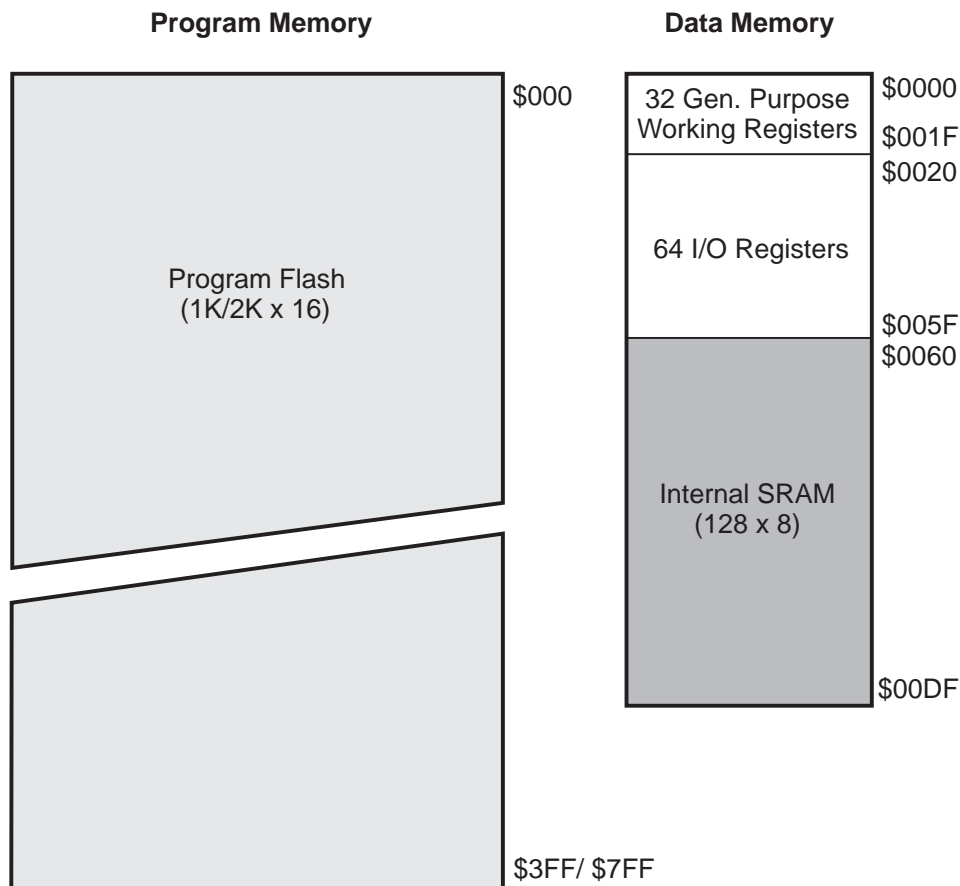 Program Memory
$000
Program Flash
(1K/2K x 16)
$3FF/ $7FF
Data Memory
32 Gen. Purpose
Working Registers
$0000
$001F
$0020
64 I/O Registers
$005F
$0060
Internal SRAM
(128 x 8)
$00DF